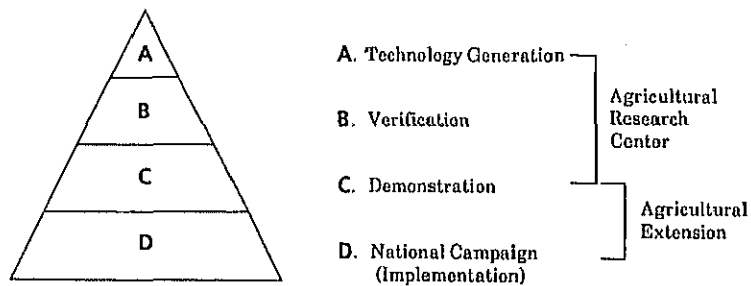 A
B
C
D
A. Technology Generation
B. Verification
C. Demonstration
D. National Campaign
(Implementation)
Agricultural
Research
Center
Agricultural
Extension